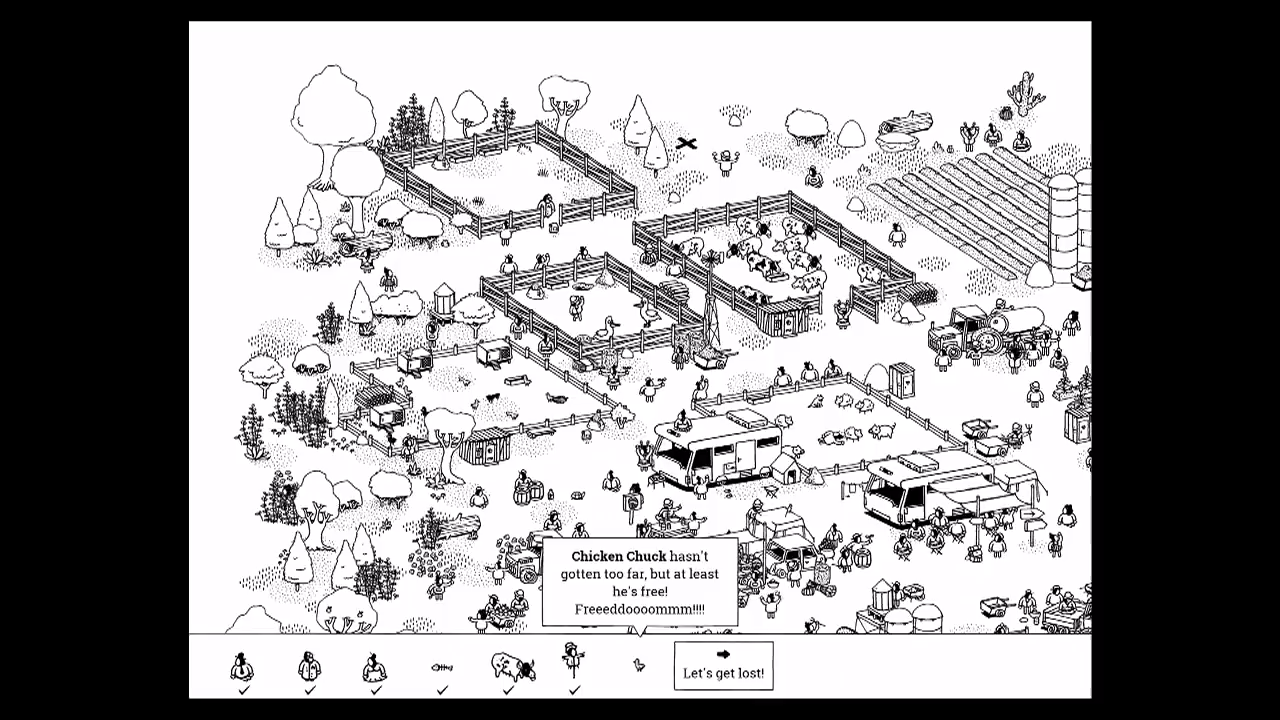 Chicken Chuck hasn't
gotten too far, but at least
he's free!
Freeeddoooommm!!!!
Let's get lost!